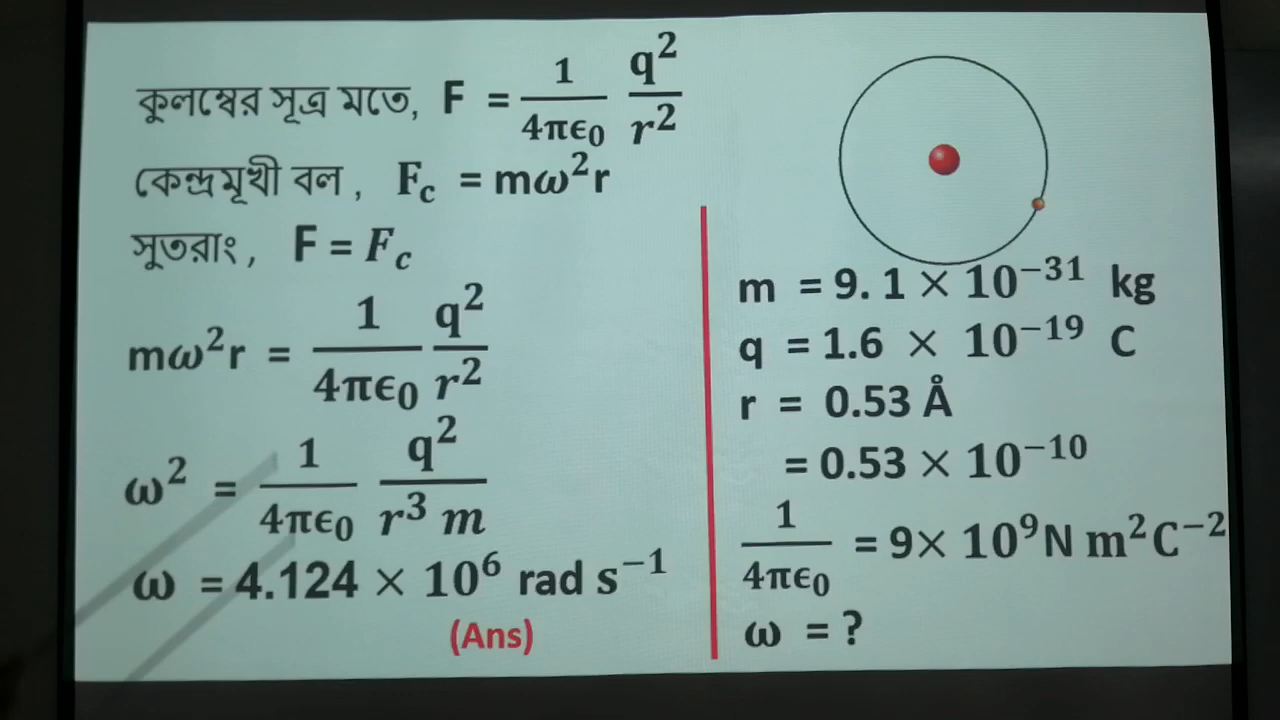 কুলম্বের সূত্র মতে, F = 1/4πϵ₀ q²/r²
কেন্দ্রমূখী বল , F_c = mω²r
সুতরাং , F = F_c
mω²r = 1/4πϵ₀ q²/r²
ω² = 1/4πϵ₀ q²/r³ m
ω = 4.124 × 10⁶ rad s⁻¹
(Ans)
m = 9. 1 × 10⁻³¹ kg
q = 1.6 × 10⁻¹⁹ C
r = 0.53 Å
= 0.53 × 10⁻¹⁰
1/4πϵ₀ = 9× 10⁹N m²C⁻²
ω = ?